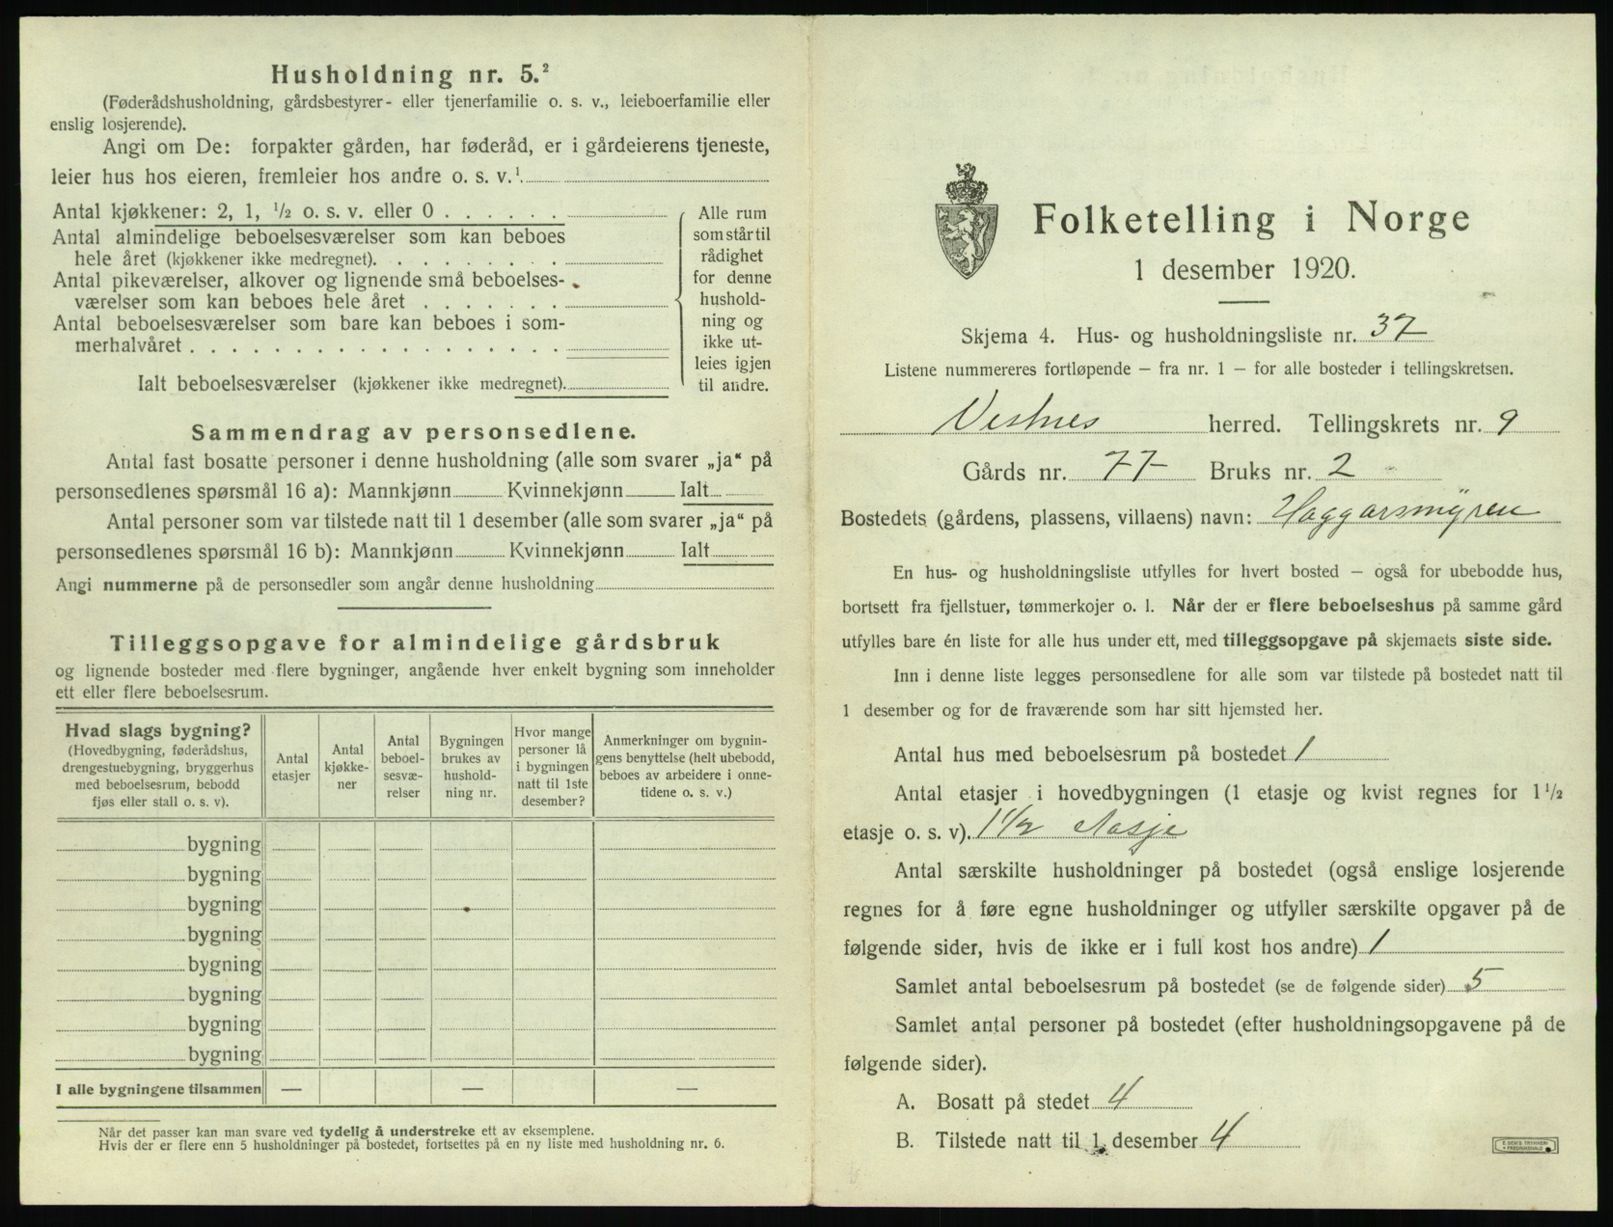 Husholdning nr. 5.²
(Føderådshusholdning, gårdsbestyrer- eller tjenerfamilie o. s. v., leieboerfamilie eller
enslig losjerende).
Angi om De: forpakter gården, har føderåd, er i gårdeierens tjeneste,
leier hus hos eieren, fremleier hos andre o. s. v.¹
Antal kjøkkener: 2, 1, ½ o. s. v. eller 0 . . . . . .
Antal almindelige beboelsesværelser som kan beboes
hele året (kjøkkener ikke medregnet). . . . . . . . .
Antal pikeværelser, alkover og lignende små beboelses-
værelser som kan beboes hele året . . . . . . .
Antal beboelsesværelser som bare kan beboes i som-
merhalvåret . . . . . . . . . . . . . . . . . .
Ialt beboelsesværelser (kjøkkener ikke medregnet).
Alle rum
som står til
rådighet
for denne
hushold-
ning og
ikke ut-
leies igjen
til andre.
Sammendrag av personsedlene.
Antal fast bosatte personer i denne husholdning (alle som svarer „ja“ på
personsedlenes spørsmål 16 a): Mannkjønn Kvinnekjønn Ialt
Antal personer som var tilstede natt til 1 desember (alle som svarer „ja“ på
personsedlenes spørsmål 16 b): Mannkjønn Kvinnekjønn Ialt
Angi nummerne på de personsedler som angår denne husholdning
Tilleggsopgave for almindelige gårdsbruk
og lignende bosteder med flere bygninger, angående hver enkelt bygning som inneholder
ett eller flere beboelsesrum.
Hvad slags bygning?
(Hovedbygning, føderådshus,
drengestuebygning, bryggerhus
med beboelsesrum, bebodd
fjøs eller stall o. s. v).
Antal
etasjer
Antal
kjøkke-
ner
Antal
beboel-
sesvæ-
relser
Bygningen
brukes av
hushold-
ning nr.
Hvor mange
personer lå
i bygningen
natt til 1ste
desember?
Anmerkninger om bygnin-
gens benyttelse (helt ubebodd,
beboes av arbeidere i onne-
tidene o. s. v.)
bygning
bygning
bygning
bygning
bygning
bygning
bygning
bygning
I alle bygningene tilsammen — — —
Når det passer kan man svare ved tydelig å understreke ett av eksemplene.
Hvis der er flere enn 5 husholdninger på bostedet, fortsettes på en ny liste med husholdning nr. 6.
Folketelling i Norge
1 desember 1920.
Skjema 4. Hus- og husholdningsliste nr. 37
Listene nummereres fortløpende – fra nr. 1 – for alle bosteder i tellingskretsen.
Vestnes herred. Tellingskrets nr. 9
Gårds nr. 77 Bruks nr. 2
Bostedets (gårdens, plassens, villaens) navn: Haggarsmyren
En hus- og husholdningsliste utfylles for hvert bosted – også for ubebodde hus,
bortsett fra fjellstuer, tømmerkojer o. l. Når der er flere beboelseshus på samme gård
utfylles bare én liste for alle hus under ett, med tilleggsopgave på skjemaets siste side.
Inn i denne liste legges personsedlene for alle som var tilstede på bostedet natt til
1 desember og for de fraværende som har sitt hjemsted her.
Antal hus med beboelsesrum på bostedet 1
Antal etasjer i hovedbygningen (1 etasje og kvist regnes for 1½
etasje o. s. v). 1½
Antal særskilte husholdninger på bostedet (også enslige losjerende
regnes for å føre egne husholdninger og utfyller særskilte opgaver på de
følgende sider, hvis de ikke er i full kost hos andre) 1
Samlet antal beboelsesrum på bostedet (se de følgende sider) 5
Samlet antal personer på bostedet (efter husholdningsopgavene på de
følgende sider).
A. Bosatt på stedet 4
B. Tilstede natt til 1 desember 4